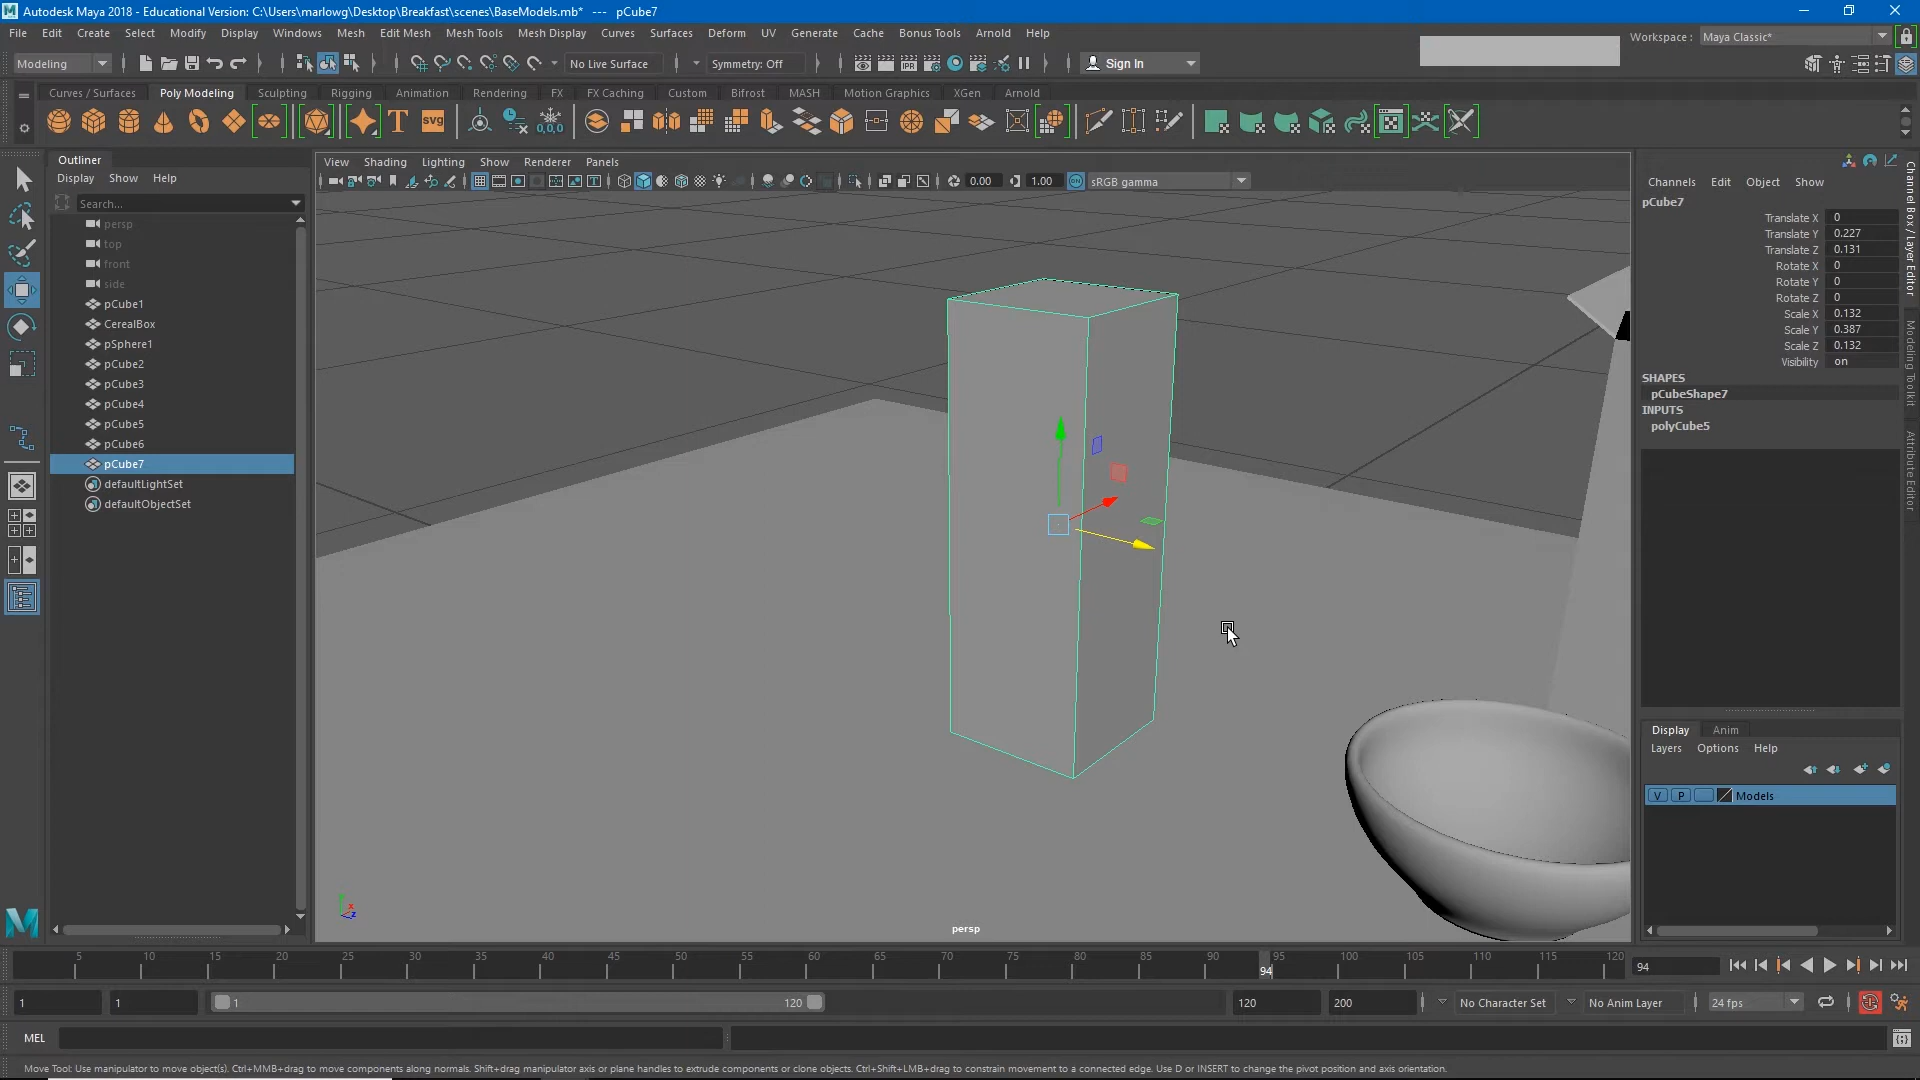 Autodesk Maya 2018 - Educational Version: C:\Users\marlowg\Desktop\Breakfast\scenes\BaseModels.mb* --- pCube7
File Edit Create Select Modify Display Windows Mesh Edit Mesh Mesh Tools Mesh Display Curves Surfaces Deform UV Generate Cache Bonus Tools Arnold Help
Workspace : Maya Classic*
Modeling No Live Surface Symmetry: Off Sign In
Curves / Surfaces Poly Modeling Sculpting Rigging Animation Rendering FX FX Caching Custom Bifrost MASH Motion Graphics XGen Arnold
T svg 0,0,0
Outliner
Display Show Help
Search...
persp
top
front
side
pCube1
CerealBox
pSphere1
pCube2
pCube3
pCube4
pCube5
pCube6
pCube7
defaultLightSet
defaultObjectSet
View Shading Lighting Show Renderer Panels
0.00 1.00 sRGB gamma
persp
Channels Edit Object Show
pCube7
Translate X 0
Translate Y 0.227
Translate Z 0.131
Rotate X 0
Rotate Y 0
Rotate Z 0
Scale X 0.132
Scale Y 0.387
Scale Z 0.132
Visibility on
SHAPES
pCubeShape7
INPUTS
polyCube5
Channel Box / Layer Editor
Modeling Toolkit
Attribute Editor
Display Anim
Layers Options Help
V P Models
5 10 15 20 25 30 35 40 45 50 55 60 65 70 75 80 85 90 95 100 105 110 115 120
94
94
1 1 1 120 120 200 No Character Set No Anim Layer 24 fps
MEL
Move Tool: Use manipulator to move object(s). Ctrl+MMB+drag to move components along normals. Shift+drag manipulator axis or plane handles to extrude components or clone objects. Ctrl+Shift+LMB+drag to constrain movement to a connected edge. Use D or INSERT to change the pivot position and axis orientation.